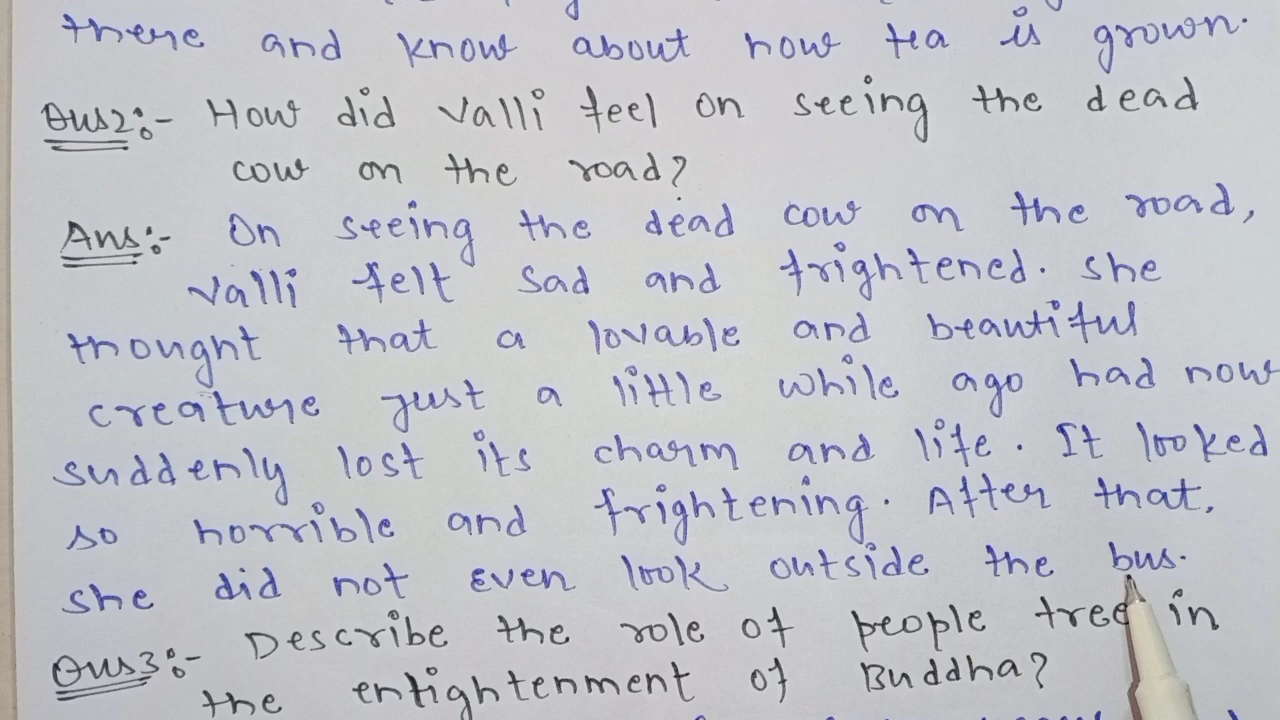 there and know about how tea is grown.
Ques2:- How did Valli feel on seeing the dead
cow on the road?
Ans:- On seeing the dead cow on the road,
Valli felt sad and frightened. She
thought that a lovable and beautiful
creature just a little while ago had now
suddenly lost its charm and life. It looked
so horrible and frightening. After that,
she did not even look outside the bus.
Ques3:- Describe the role of people tree in
the enlightenment of Buddha?